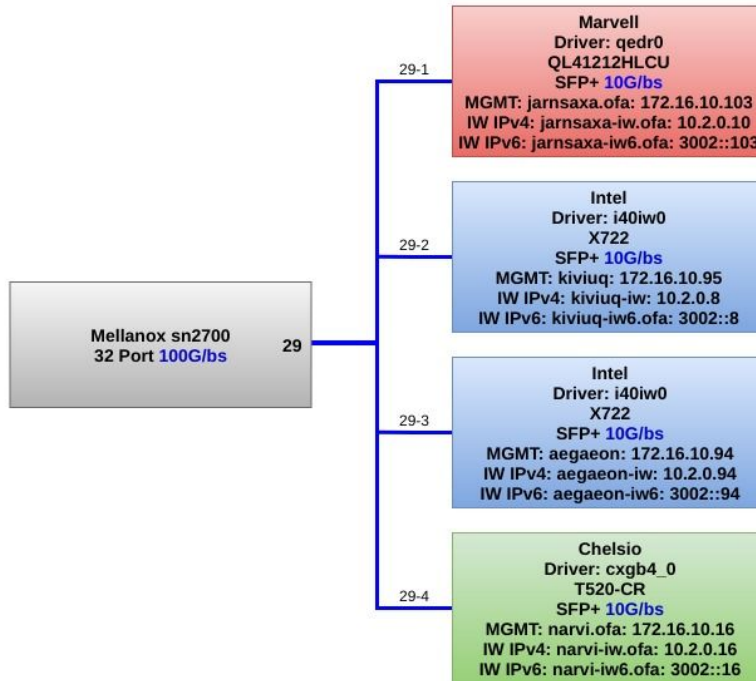 Mellanox sn2700
32 Port 100G/bs
29
29-1
Marvell
Driver: qedr0
QL41212HLCU
SFP+ 10G/bs
MGMT: jarnsaxa.ofa: 172.16.10.103
IW IPv4: jarnsaxa-iw.ofa: 10.2.0.10
IW IPv6: jarnsaxa-iw6.ofa: 3002::103
29-2
Intel
Driver: i40iw0
X722
SFP+ 10G/bs
MGMT: kiviuq: 172.16.10.95
IW IPv4: kiviuq-iw: 10.2.0.8
IW IPv6: kiviuq-iw6.ofa: 3002::8
29-3
Intel
Driver: i40iw0
X722
SFP+ 10G/bs
MGMT: aegaeon: 172.16.10.94
IW IPv4: aegaeon-iw: 10.2.0.94
IW IPv6: aegaeon-iw6: 3002::94
29-4
Chelsio
Driver: cxgb4_0
T520-CR
SFP+ 10G/bs
MGMT: narvi.ofa: 172.16.10.16
IW IPv4: narvi-iw.ofa: 10.2.0.16
IW IPv6: narvi-iw6.ofa: 3002::16